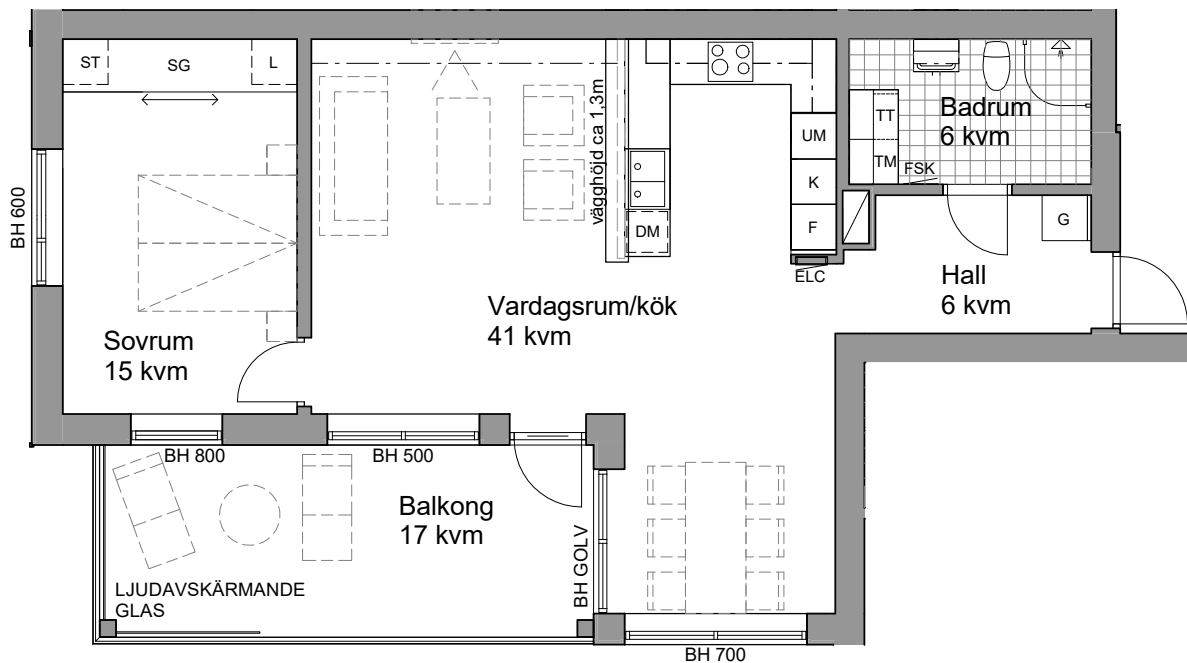 ST
SG
L
vägghöjd ca 1,3m
UM
K
F
DM
ELC
TT
TM
FSK
Badrum
6 kvm
G
Hall
6 kvm
BH 600
Vardagsrum/kök
41 kvm
Sovrum
15 kvm
BH 800
BH 500
Balkong
17 kvm
BH GOLV
LJUDAVSKÄRMANDE
GLAS
BH 700